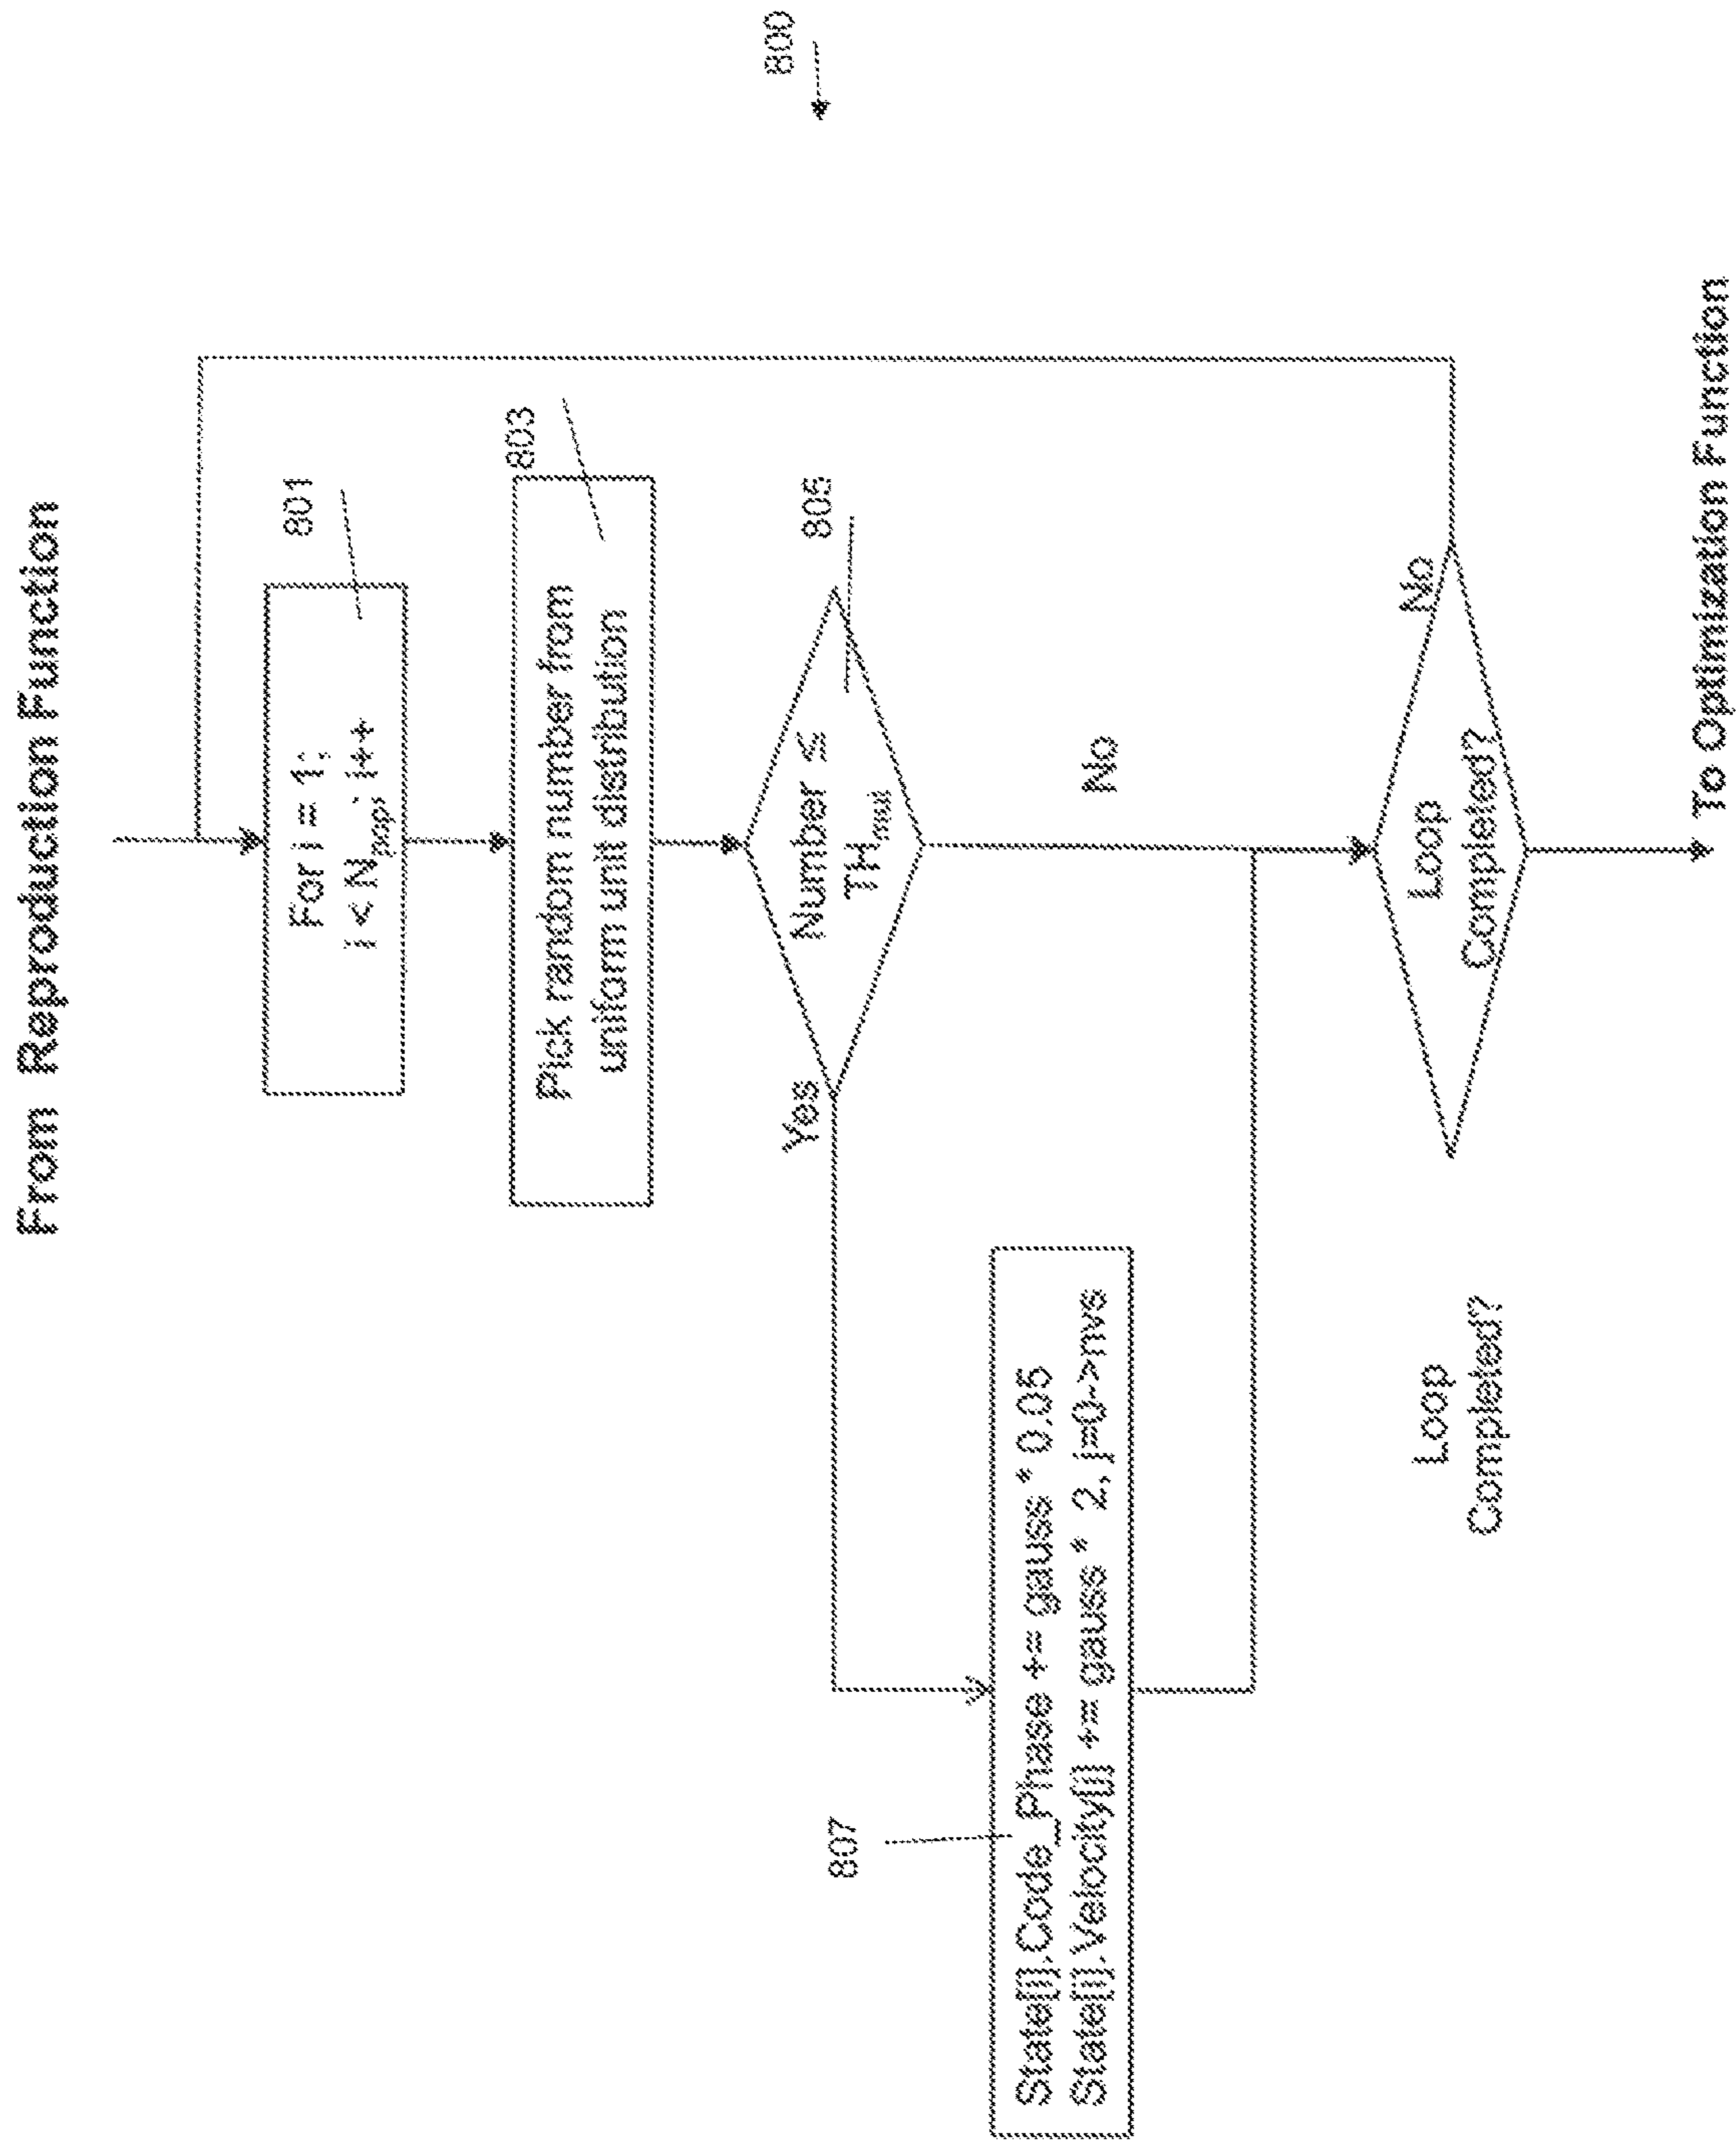 From Reproduction Function
800
801
For i = 1;
i < Npop; i++
803
Pick random number from
uniform unit distribution
805
Number ≤
THmut
Yes
No
807
State[i].Code_Phase += gauss * 0.05
State[i].Velocity[j] += gauss * 2, j=0->nvs
Loop
Completed?
No
Loop
Completed?
To Optimization Function